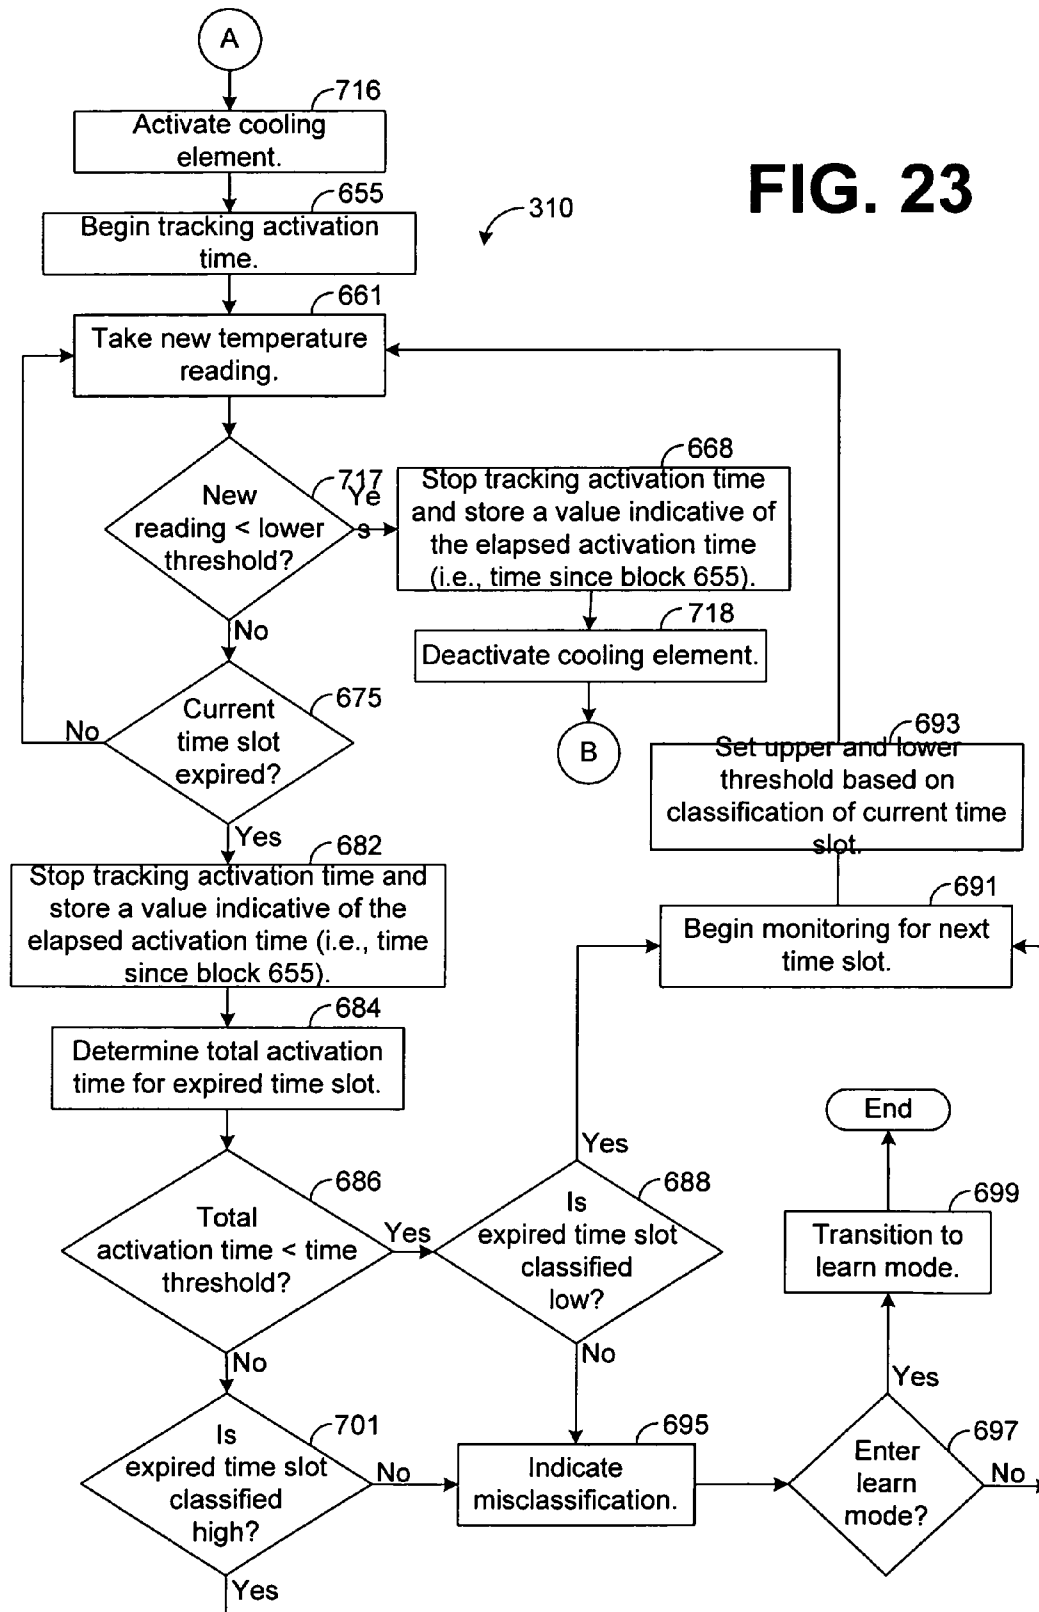 A
716
Activate cooling
element.
FIG. 23
655
Begin tracking activation
time.
310
661
Take new temperature
reading.
717
New
reading < lower
threshold?
Ye
s
668
Stop tracking activation time
and store a value indicative of
the elapsed activation time
(i.e., time since block 655).
No
718
Deactivate cooling element.
B
675
Current
time slot
expired?
No
Yes
693
Set upper and lower
threshold based on
classification of current time
slot.
682
Stop tracking activation time and
store a value indicative of the
elapsed activation time (i.e., time
since block 655).
691
Begin monitoring for next
time slot.
684
Determine total activation
time for expired time slot.
686
Total
activation time < time
threshold?
Yes
No
688
Is
expired time slot
classified
low?
Yes
No
End
699
Transition to
learn mode.
Yes
701
Is
expired time slot
classified
high?
No
Yes
695
Indicate
misclassification.
697
Enter
learn
mode?
No